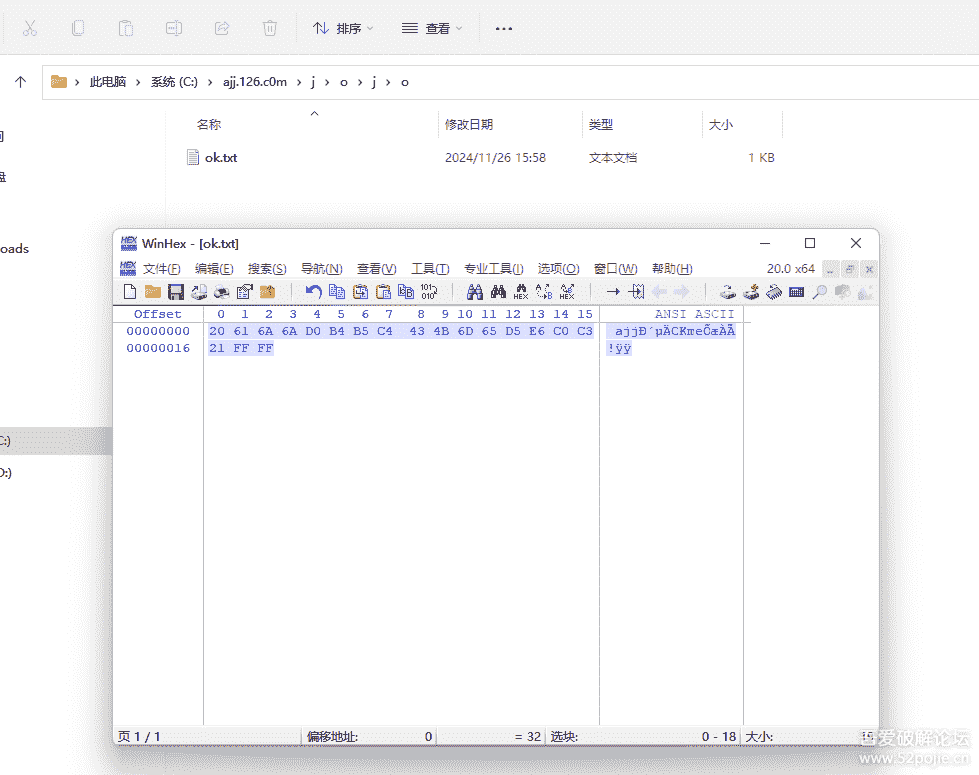 排序 查看 ...
此电脑 > 系统 (C:) > ajj.126.c0m > j > o > j > o
名称 修改日期 类型 大小
ok.txt 2024/11/26 15:58 文本文档 1 KB
oads
C:)
D:)
WinHex - [ok.txt]
文件(F) 编辑(E) 搜索(S) 导航(N) 查看(V) 工具(T) 专业工具(I) 选项(O) 窗口(W) 帮助(H) 20.0 x64
Offset 0 1 2 3 4 5 6 7 8 9 10 11 12 13 14 15 ANSI ASCII
00000000 20 61 6A 6A D0 B4 B5 C4 43 4B 6D 65 D5 E6 C0 C3 ajjÐ´µÄCKmeÕæÀÃ
00000016 21 FF FF !ÿÿ
页 1 / 1 偏移地址: 0 = 32 选块: 0 - 18 大小:
吾爱破解论坛
www.52pojie.cn